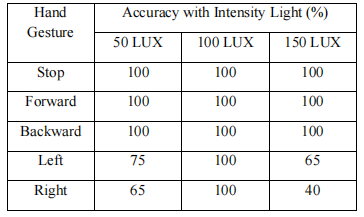 Hand Gesture Accuracy with Intensity Light (%)
50 LUX 100 LUX 150 LUX
Stop 100 100 100
Forward 100 100 100
Backward 100 100 100
Left 75 100 65
Right 65 100 40